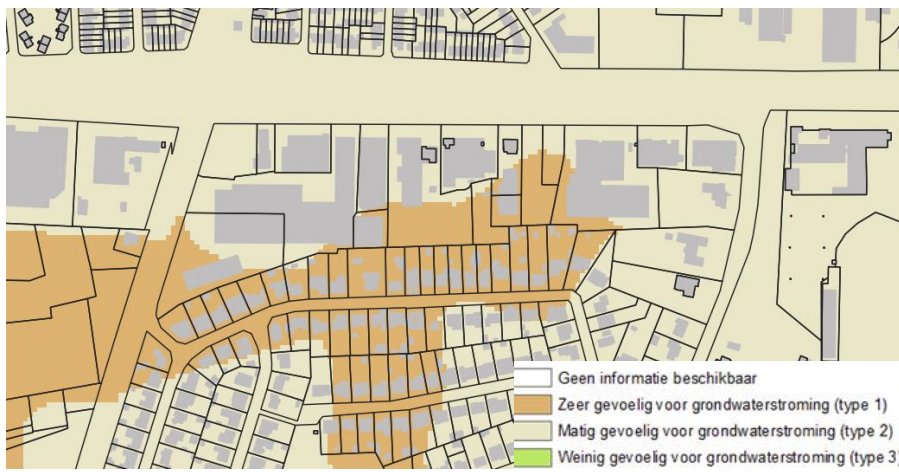 Geen informatie beschikbaar
Zeer gevoelig voor grondwaterstroming (type 1)
Matig gevoelig voor grondwaterstroming (type 2)
Weinig gevoelig voor grondwaterstroming (type 3)